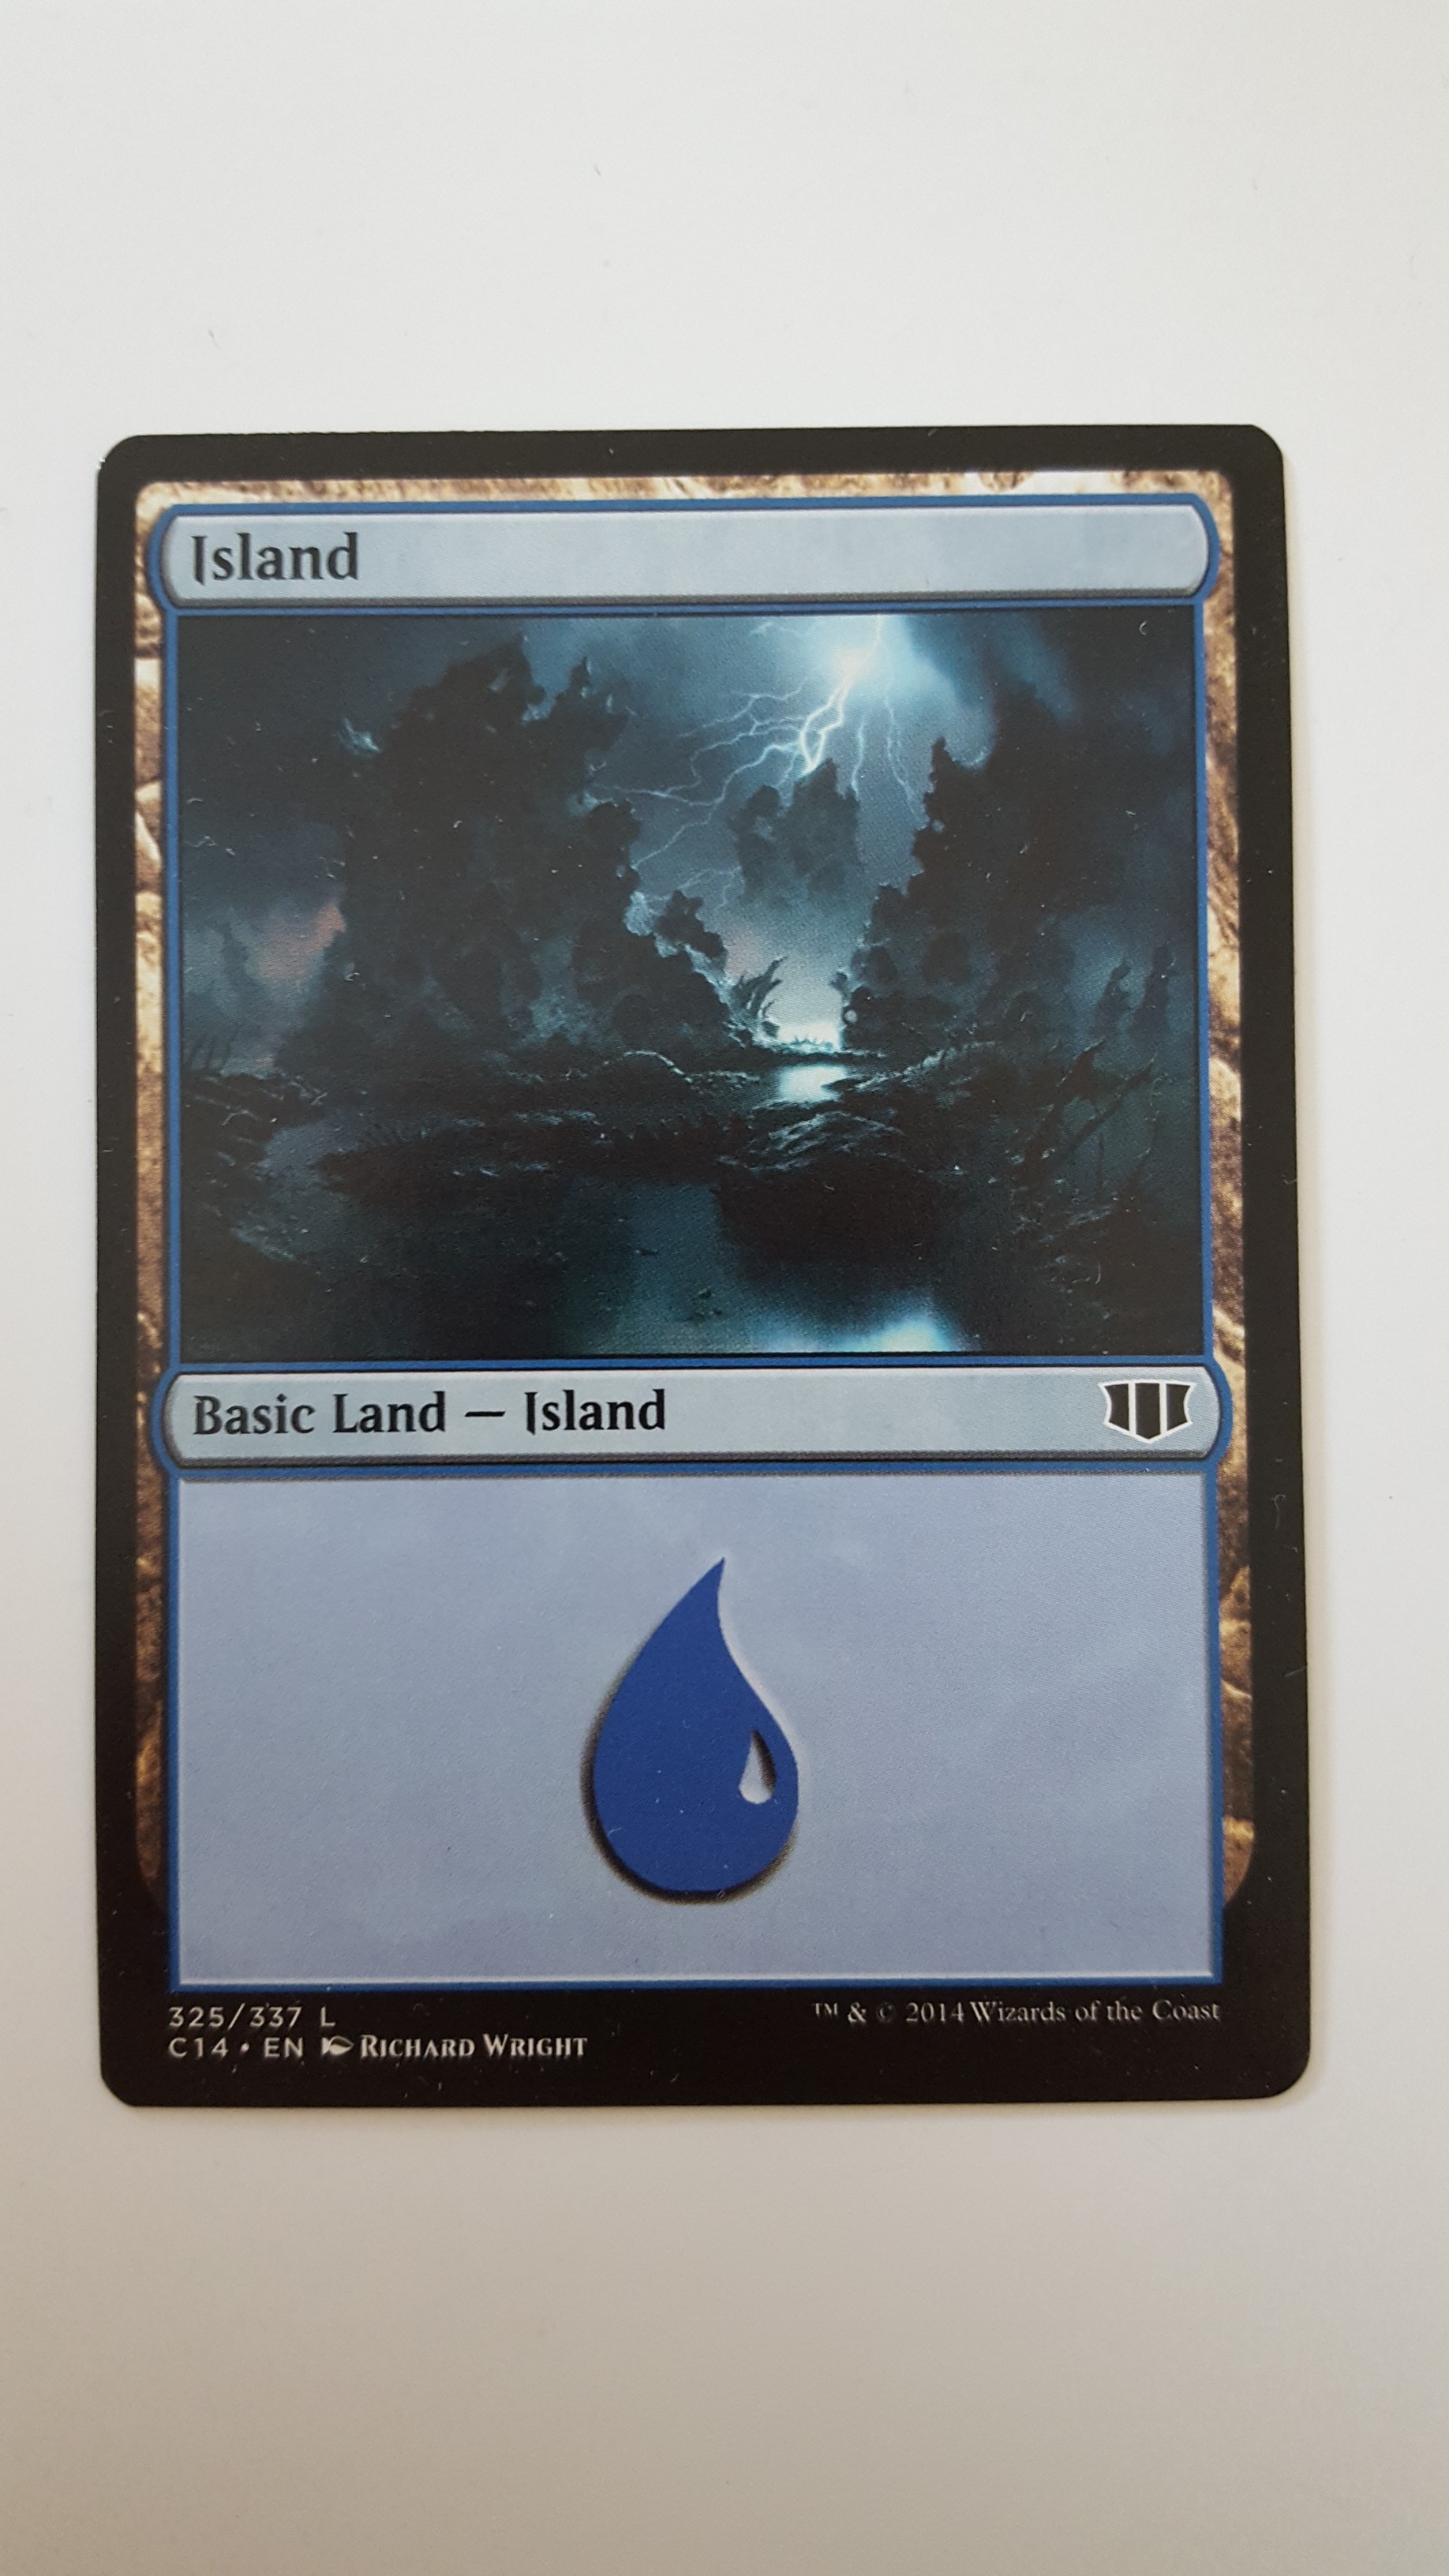 Island
Basic Land — Island
325/337 L
™ & © 2014 Wizards of the Coast
C14 • EN Richard Wright